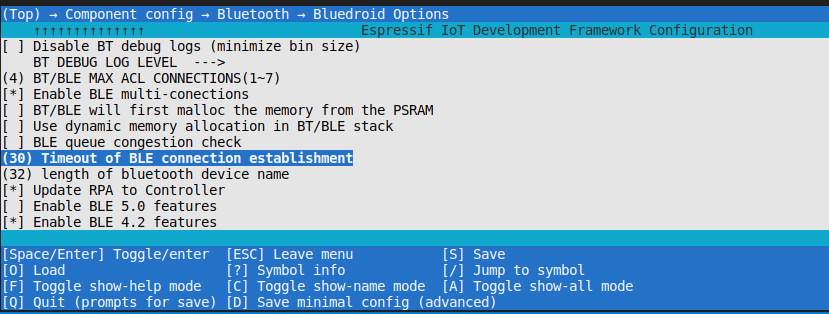 (Top) → Component config → Bluetooth → Bluedroid Options
↑↑↑↑↑↑↑↑↑↑↑↑↑↑ Espressif IoT Development Framework Configuration
[ ] Disable BT debug logs (minimize bin size)
BT DEBUG LOG LEVEL  --->
(4) BT/BLE MAX ACL CONNECTIONS(1~7)
[*] Enable BLE multi-conections
[ ] BT/BLE will first malloc the memory from the PSRAM
[ ] Use dynamic memory allocation in BT/BLE stack
[ ] BLE queue congestion check
(30) Timeout of BLE connection establishment
(32) length of bluetooth device name
[*] Update RPA to Controller
[ ] Enable BLE 5.0 features
[*] Enable BLE 4.2 features
[Space/Enter] Toggle/enter  [ESC] Leave menu  [S] Save
[O] Load  [?] Symbol info  [/] Jump to symbol
[F] Toggle show-help mode  [C] Toggle show-name mode  [A] Toggle show-all mode
[Q] Quit (prompts for save) [D] Save minimal config (advanced)